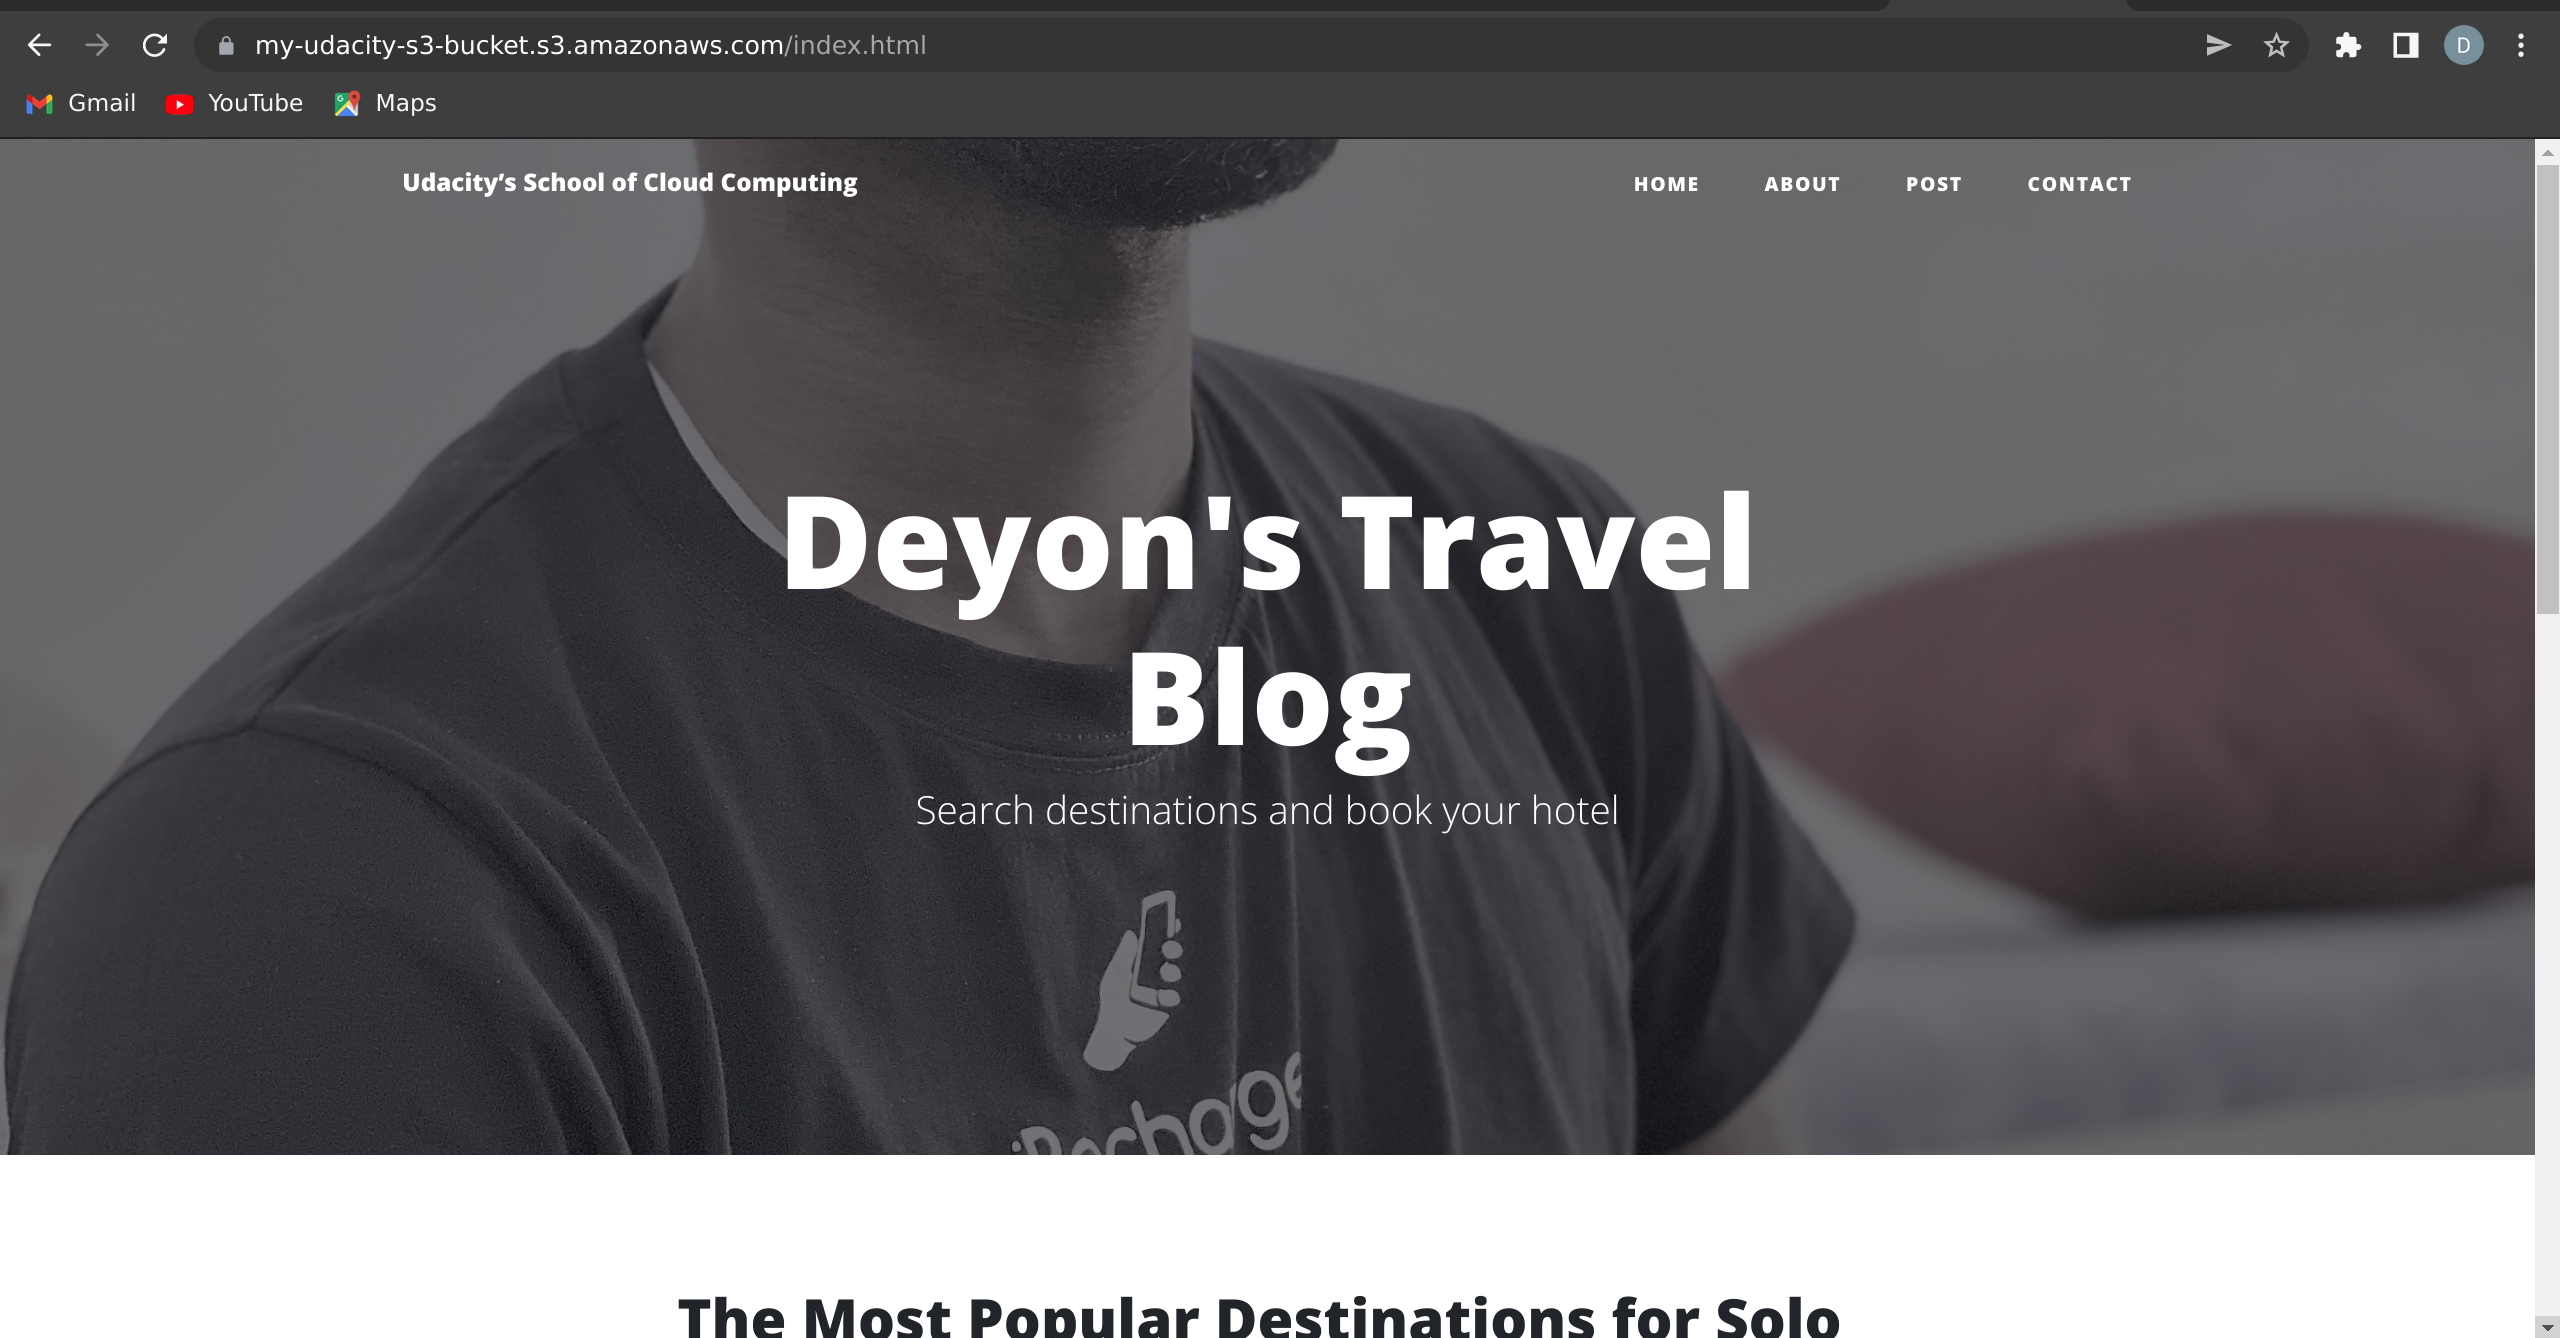 my-udacity-s3-bucket.s3.amazonaws.com/index.html
D
Gmail YouTube Maps
Udacity’s School of Cloud Computing HOME ABOUT POST CONTACT
Deyon's Travel
Blog
Search destinations and book your hotel
The Most Popular Destinations for Solo